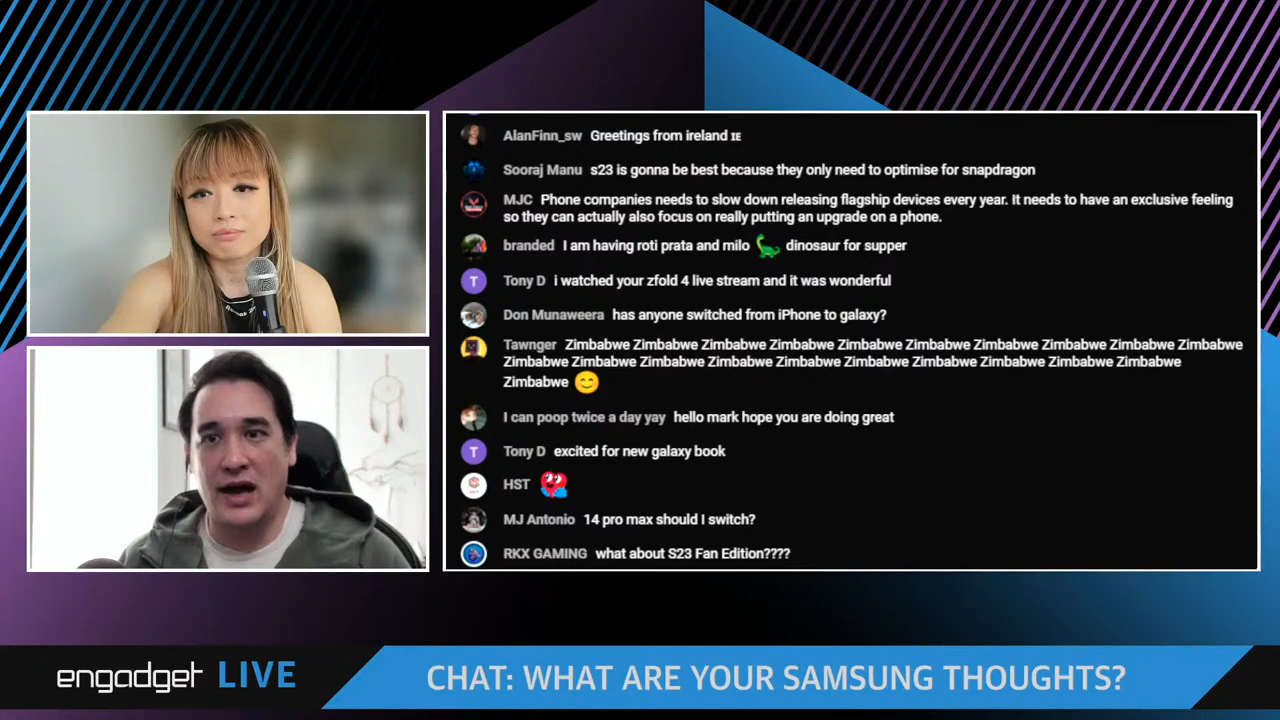 AlanFinn_sw Greetings from ireland IE
Sooraj Manu s23 is gonna be best because they only need to optimise for snapdragon
MJC Phone companies needs to slow down releasing flagship devices every year. It needs to have an exclusive feeling
so they can actually also focus on really putting an upgrade on a phone.
branded I am having roti prata and milo 🦕 dinosaur for supper
T Tony D i watched your zfold 4 live stream and it was wonderful
Don Munaweera has anyone switched from iPhone to galaxy?
Tawnger Zimbabwe Zimbabwe Zimbabwe Zimbabwe Zimbabwe Zimbabwe Zimbabwe Zimbabwe Zimbabwe Zimbabwe
Zimbabwe Zimbabwe Zimbabwe Zimbabwe Zimbabwe Zimbabwe Zimbabwe Zimbabwe Zimbabwe Zimbabwe
Zimbabwe 😊
I can poop twice a day yay hello mark hope you are doing great
T Tony D excited for new galaxy book
HST
MJ Antonio 14 pro max should I switch?
RKX GAMING what about S23 Fan Edition????
engadget LIVE
CHAT: WHAT ARE YOUR SAMSUNG THOUGHTS?